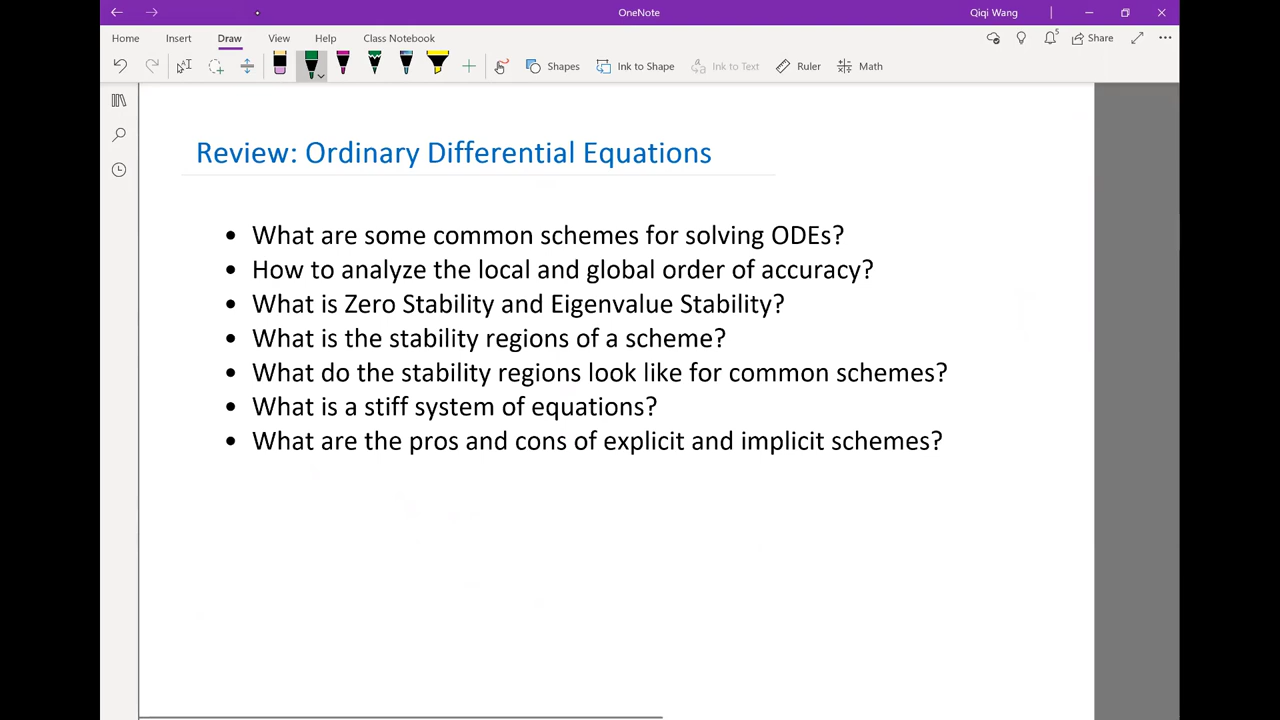 OneNote
Qiqi Wang
Home Insert Draw View Help Class Notebook
5 Share
Shapes Ink to Shape Ink to Text Ruler Math
Review: Ordinary Differential Equations
• What are some common schemes for solving ODEs?
• How to analyze the local and global order of accuracy?
• What is Zero Stability and Eigenvalue Stability?
• What is the stability regions of a scheme?
• What do the stability regions look like for common schemes?
• What is a stiff system of equations?
• What are the pros and cons of explicit and implicit schemes?